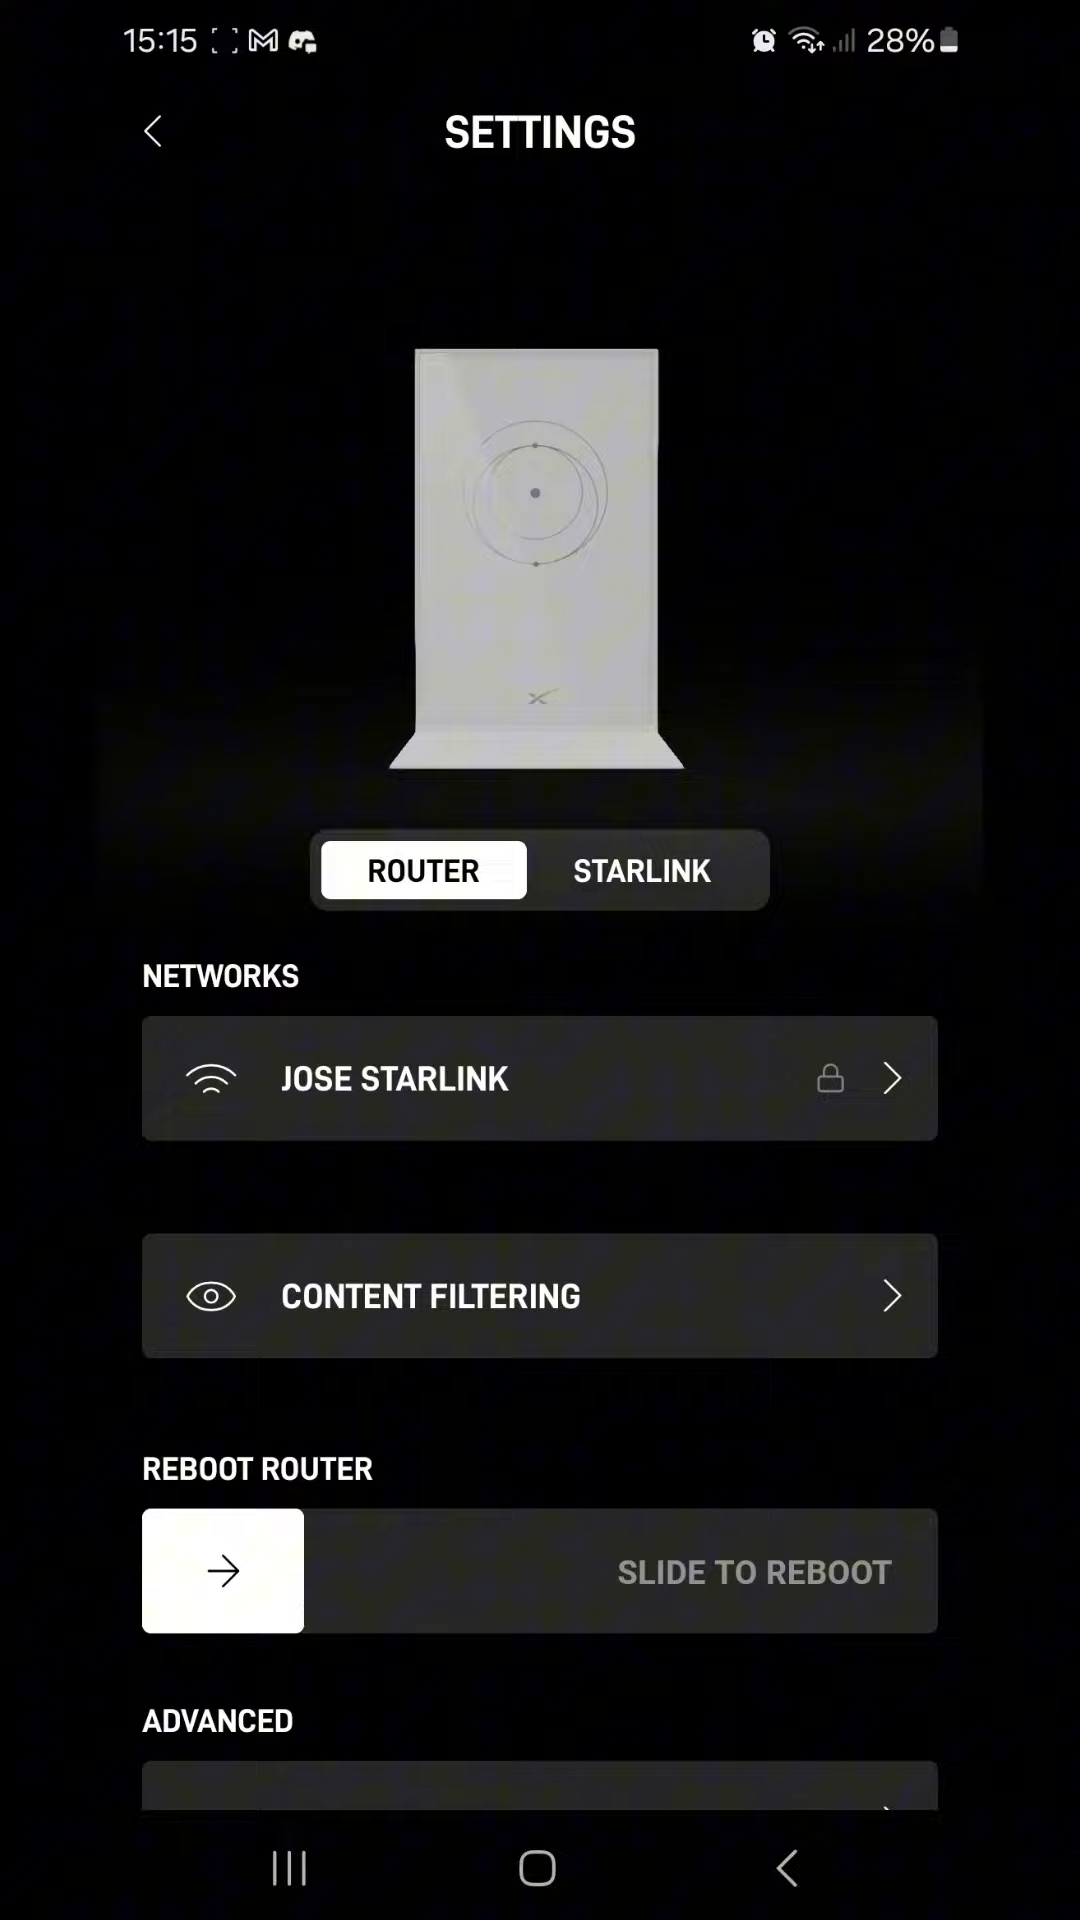 15:15 28%
SETTINGS
ROUTER STARLINK
NETWORKS
JOSE STARLINK
CONTENT FILTERING
REBOOT ROUTER
SLIDE TO REBOOT
ADVANCED